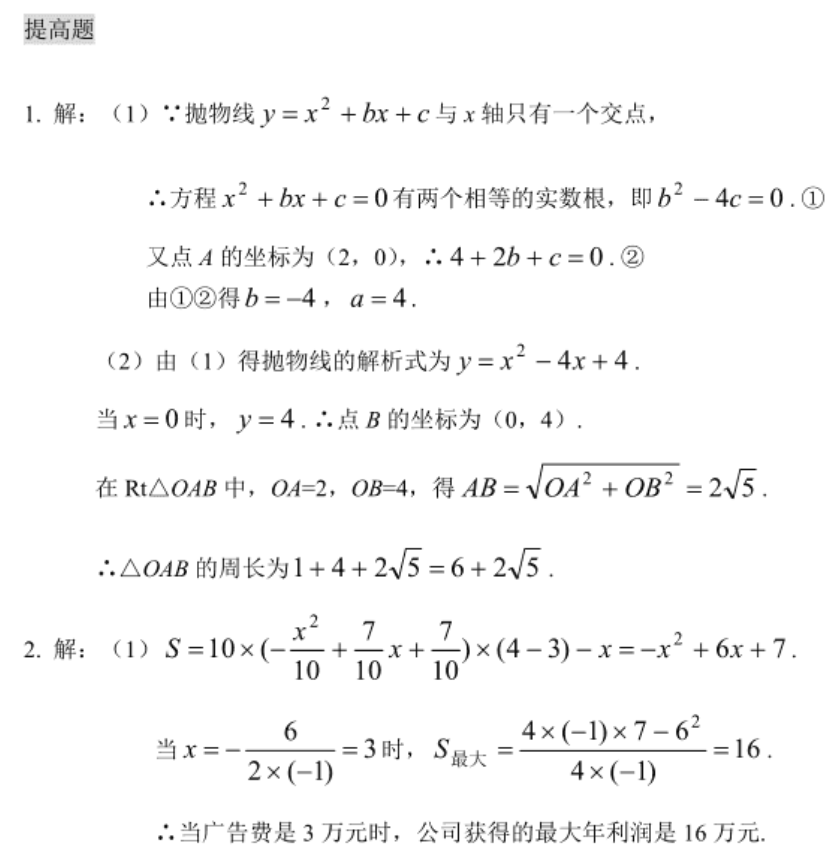 提高题
1. 解：（1）∵抛物线 y = x² + bx + c 与 x 轴只有一个交点，
∴方程 x² + bx + c = 0 有两个相等的实数根，即 b² − 4c = 0 . ①
又点 A 的坐标为（2，0），∴ 4 + 2b + c = 0 . ②
由①②得 b = −4 ， a = 4 .
（2）由（1）得抛物线的解析式为 y = x² − 4x + 4 .
当 x = 0 时， y = 4 . ∴点 B 的坐标为（0，4）.
在 Rt△OAB 中，OA=2，OB=4，得 AB = √(OA² + OB²) = 2√5 .
∴△OAB 的周长为 1 + 4 + 2√5 = 6 + 2√5 .
2. 解：（1） S = 10 × (− x²/10 + 7/10 x + 7/10) × (4 − 3) − x = −x² + 6x + 7 .
当 x = − 6/(2 × (−1)) = 3 时， S最大 = (4 × (−1) × 7 − 6²)/(4 × (−1)) = 16 .
∴当广告费是 3 万元时，公司获得的最大年利润是 16 万元.